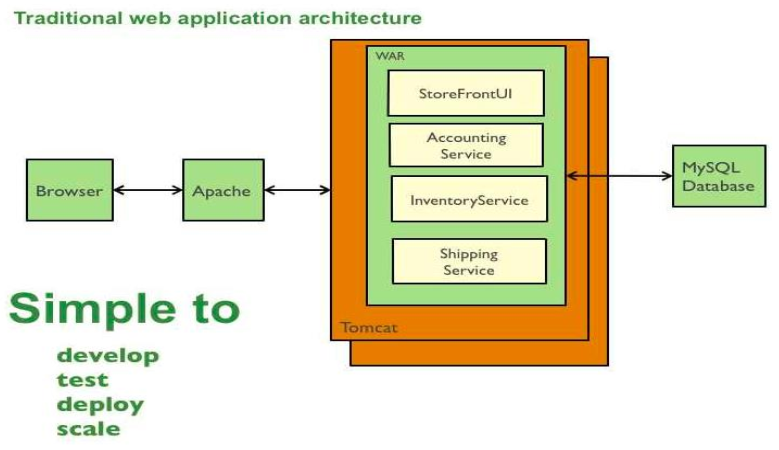 Traditional web application architecture
WAR
StoreFrontUI
Accounting
Service
InventoryService
Shipping
Service
Tomcat
Browser
Apache
MySQL
Database
Simple to
develop
test
deploy
scale